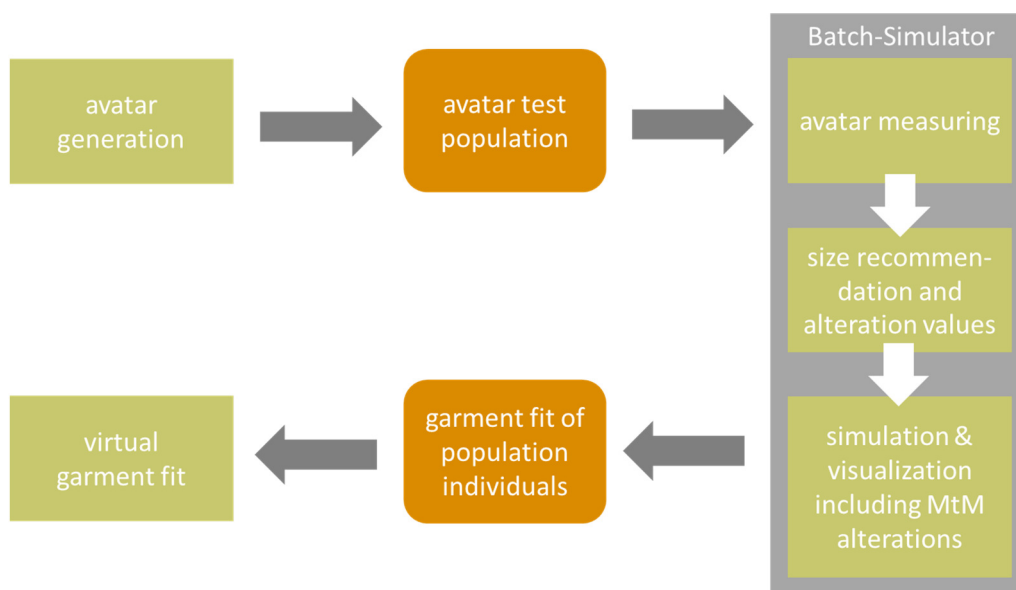 Batch-Simulator
avatar
generation
avatar test
population
avatar measuring
size recommen-
dation and
alteration values
simulation &
visualization
including MtM
alterations
garment fit of
population
individuals
virtual
garment fit